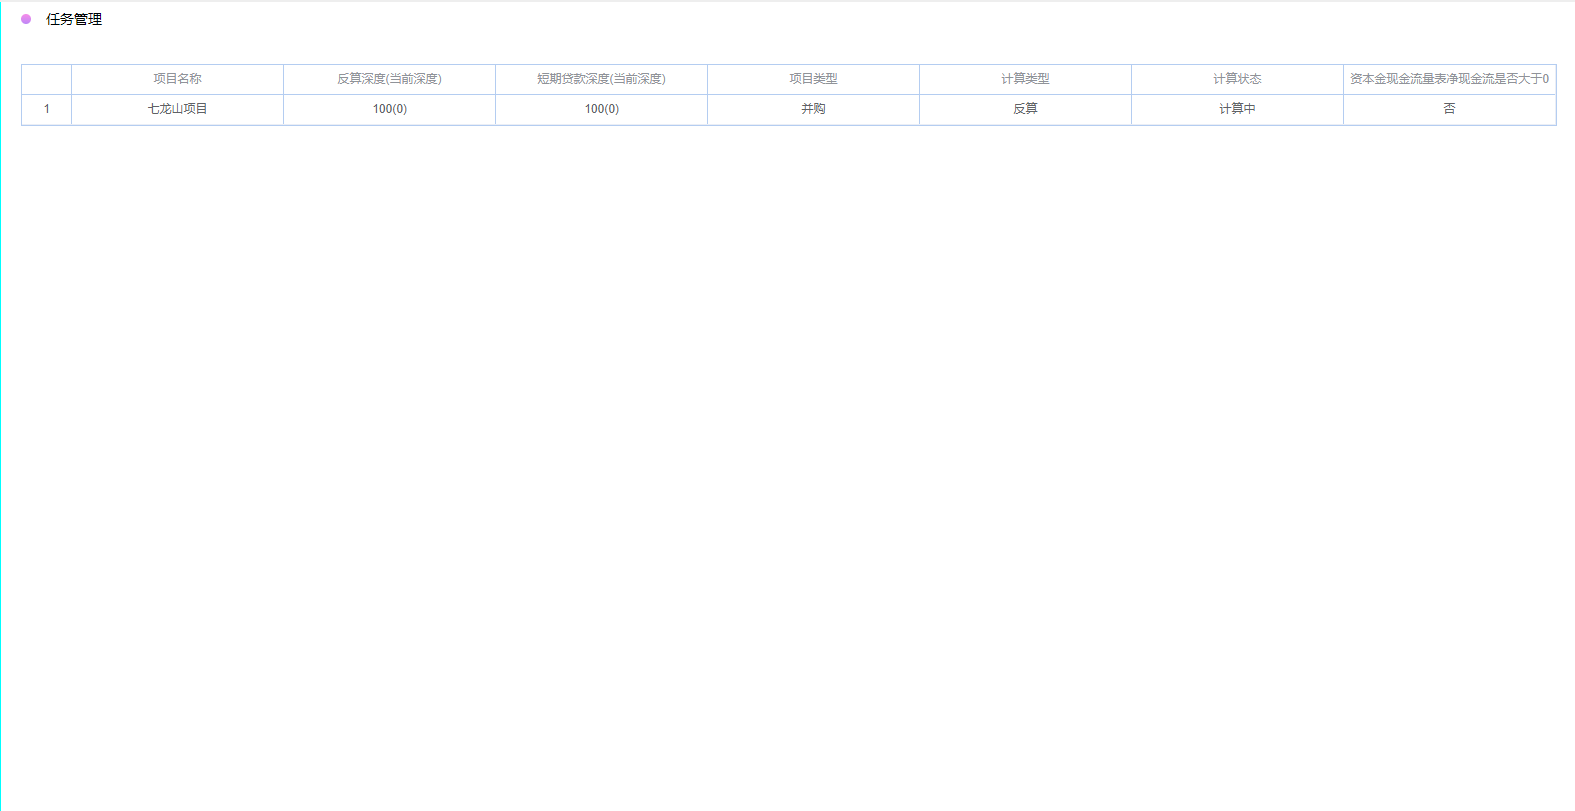 任务管理
项目名称 反算深度(当前深度) 短期贷款深度(当前深度) 项目类型 计算类型 计算状态 资本金现金流量表净现金流是否大于0
1 七龙山项目 100(0) 100(0) 并购 反算 计算中 否